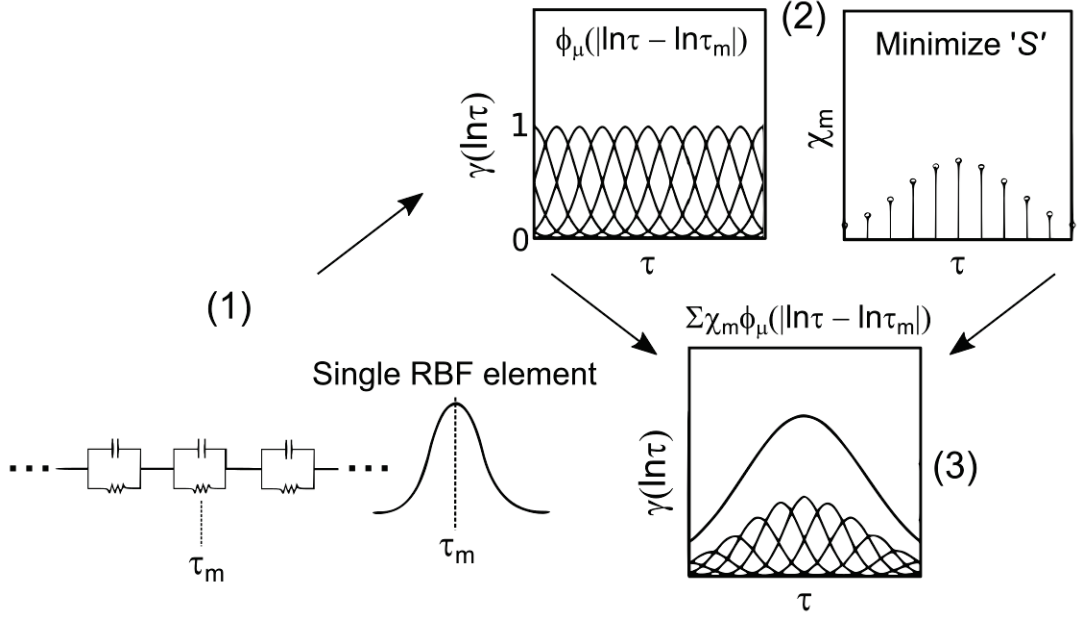 (2)
ϕμ(|lnτ − lnτm|)
Minimize 'S'
γ(lnτ)
1
0
τ
χm
τ
(1)
Σχmϕμ(|lnτ − lnτm|)
Single RBF element
γ(lnτ)
(3)
τm
τm
τ